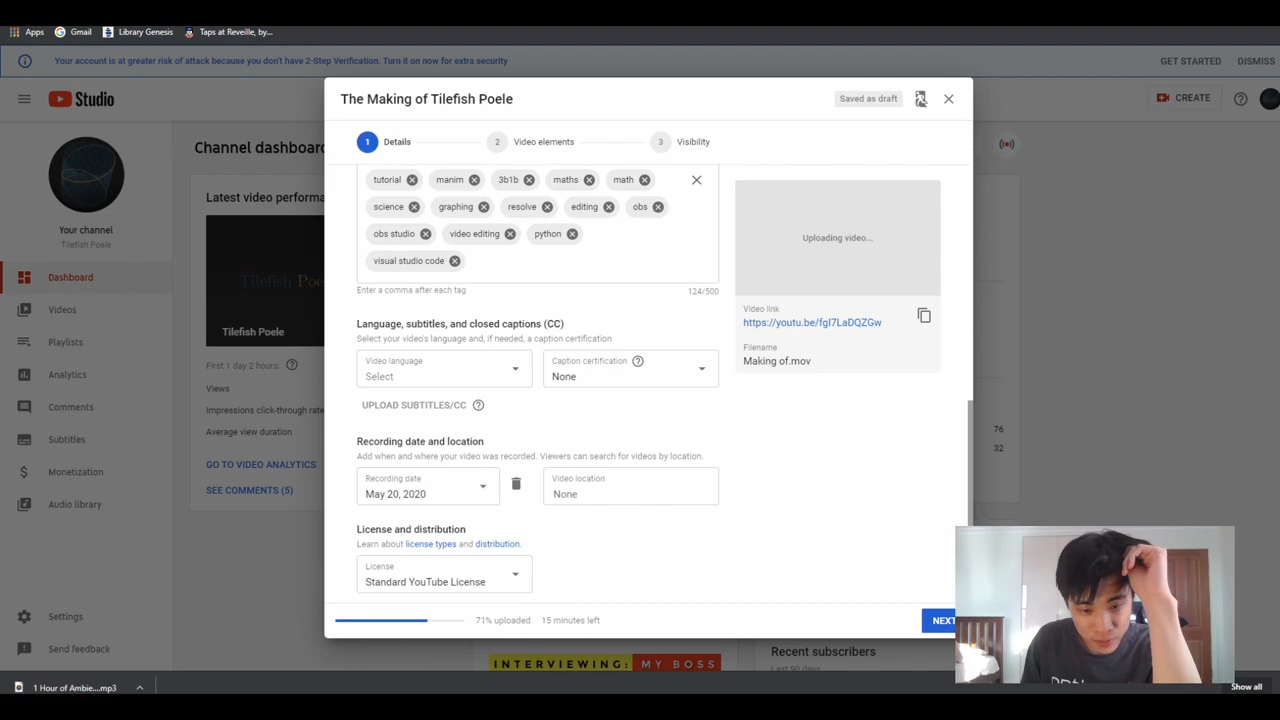 Apps Gmail Library Genesis Taps at Reveille, by...
Your account is at greater risk of attack because you don't have 2-Step Verification. Turn it on now for extra security GET STARTED DISMISS
Studio CREATE
The Making of Tilefish Poele Saved as draft
1 Details 2 Video elements 3 Visibility
Channel dashboard
Your channel
Tilefish Poele
Dashboard
Videos
Playlists
Analytics
Comments
Subtitles
Monetization
Audio library
Settings
Send feedback
Latest video performa
Tilefish Poe
Tilefish Poele
First 1 day 2 hours:
Views
Impressions click-through rate
Average view duration
GO TO VIDEO ANALYTICS
SEE COMMENTS (5)
tutorial manim 3b1b maths math
science graphing resolve editing obs
obs studio video editing python
visual studio code
Enter a comma after each tag 124/500
Language, subtitles, and closed captions (CC)
Select your video's language and, if needed, a caption certification
Video language Caption certification
Select None
UPLOAD SUBTITLES/CC
Recording date and location
Add when and where your video was recorded. Viewers can search for videos by location.
Recording date Video location
May 20, 2020 None
License and distribution
Learn about license types and distribution.
License
Standard YouTube License
71% uploaded 15 minutes left NEXT
Uploading video...
Video link
https://youtu.be/fgI7LaDQZGw
Filename
Making of.mov
76
32
INTERVIEWING: MY BOSS
Recent subscribers
Last 90 days
1 Hour of Ambie....mp3 Show all